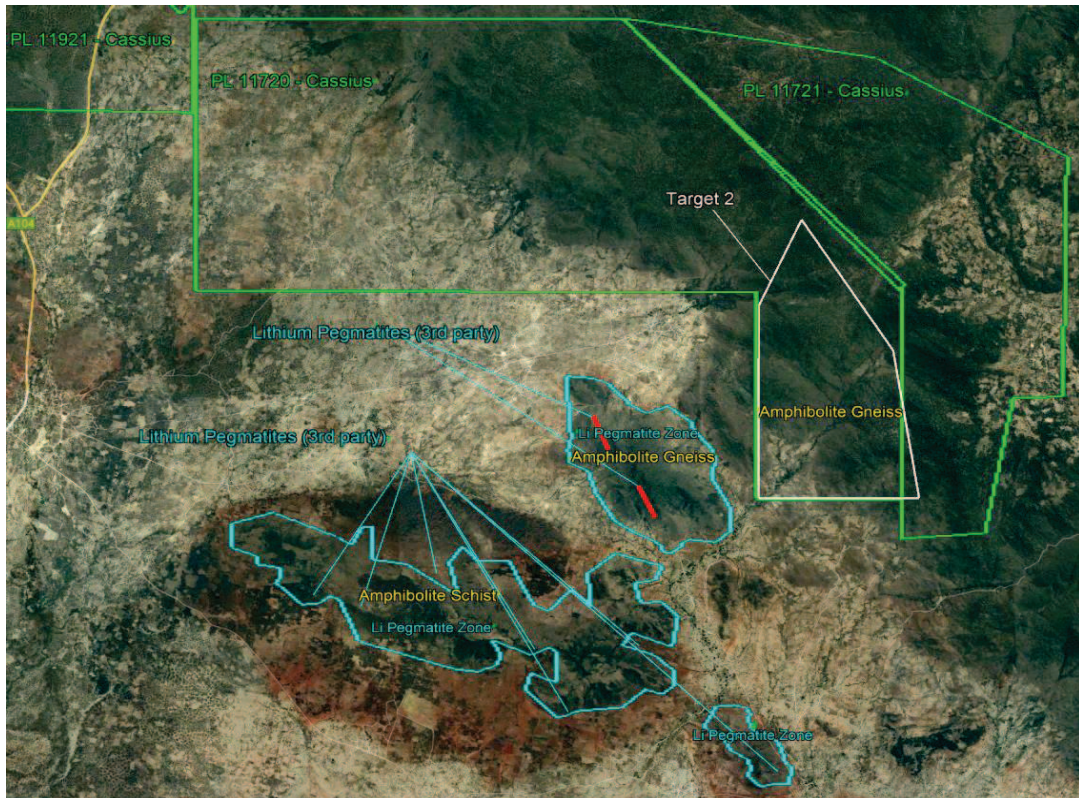 PL 11921 - Cassius
PL 11720 - Cassius
PL 11721 - Cassius
A104
Target 2
Lithium Pegmatites (3rd party)
Amphibolite Gneiss
Li Pegmatite Zone
Amphibolite Gneiss
Lithium Pegmatites (3rd party)
Amphibolite Schist
Li Pegmatite Zone
Li Pegmatite Zone